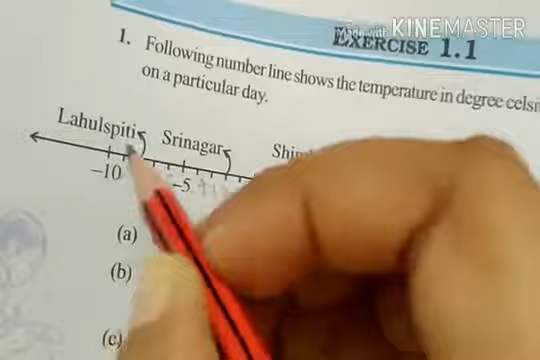 Made with KINEMASTER
EXERCISE 1.1
1. Following number line shows the temperature in degree
on a particular day.
Lahulspiti Srinagar
–10 –5
(a)
(b)
(c)